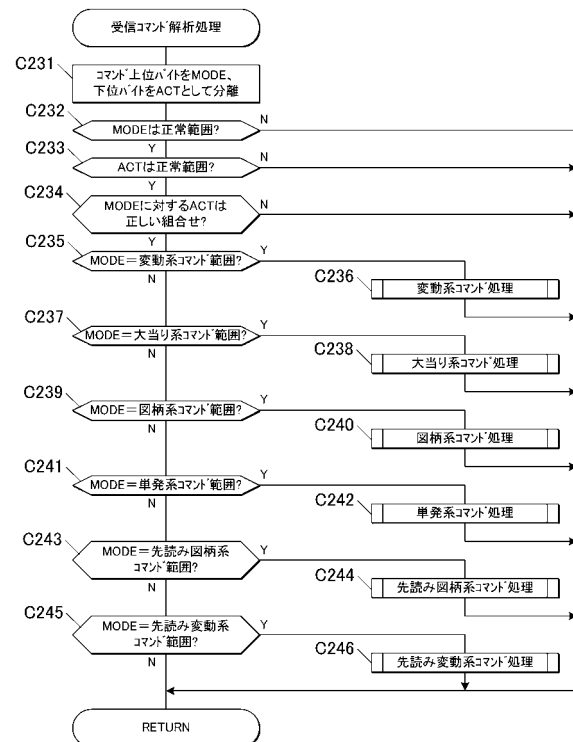 受信コマンド解析処理
C231
コマンド上位バイトをMODE、
下位バイトをACTとして分離
C232
MODEは正常範囲?
N
Y
C233
ACTは正常範囲?
N
Y
C234
MODEに対するACTは
正しい組合せ?
N
Y
C235
MODE=変動系コマンド範囲?
Y
N
C236
変動系コマンド処理
C237
MODE=大当り系コマンド範囲?
Y
N
C238
大当り系コマンド処理
C239
MODE=図柄系コマンド範囲?
Y
N
C240
図柄系コマンド処理
C241
MODE=単発系コマンド範囲?
Y
N
C242
単発系コマンド処理
C243
MODE=先読み図柄系
コマンド範囲?
Y
N
C244
先読み図柄系コマンド処理
C245
MODE=先読み変動系
コマンド範囲?
Y
N
C246
先読み変動系コマンド処理
RETURN